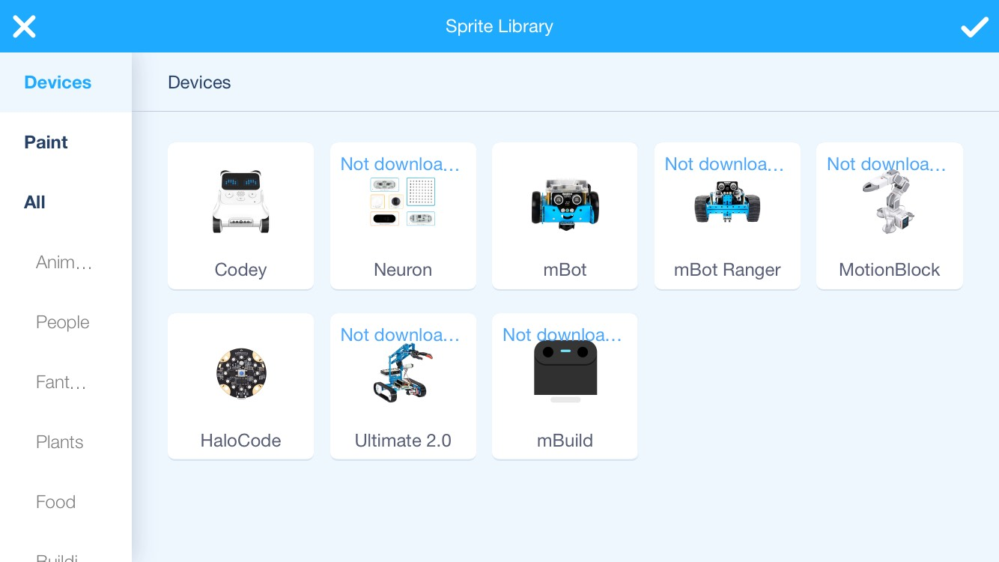 Sprite Library
Devices
Paint
All
Anim…
People
Fant…
Plants
Food
Buildi
Devices
Not downloa…
Not downloa…
Not downloa…
Codey
Neuron
mBot
mBot Ranger
MotionBlock
Not downloa…
Not downloa…
HaloCode
Ultimate 2.0
mBuild